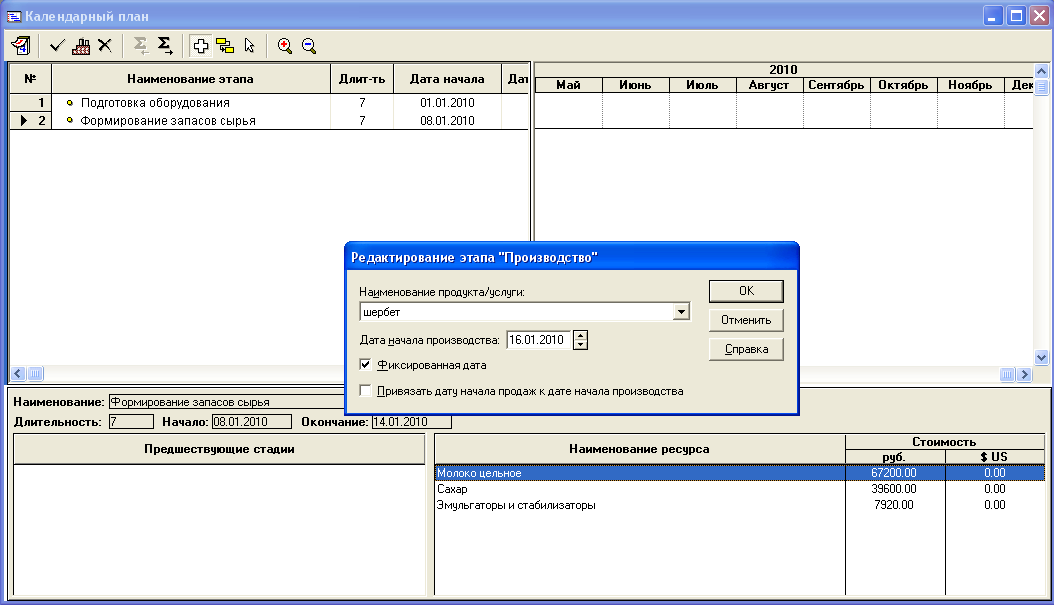 Календарный план
№ Наименование этапа Длит-ть Дата начала Дат
1 Подготовка оборудования 7 01.01.2010
2 Формирование запасов сырья 7 08.01.2010
2010
Май Июнь Июль Август Сентябрь Октябрь Ноябрь Дек
Редактирование этапа "Производство"
Наименование продукта/услуги:
шербет
Дата начала производства: 16.01.2010
Фиксированная дата
Привязать дату начала продаж к дате начала производства
OK
Отменить
Справка
Наименование: Формирование запасов сырья
Длительность: 7 Начало: 08.01.2010 Окончание: 14.01.2010
Предшествующие стадии
Наименование ресурса Стоимость
руб. $ US
Молоко цельное 67200.00 0.00
Сахар 39600.00 0.00
Эмульгаторы и стабилизаторы 7920.00 0.00